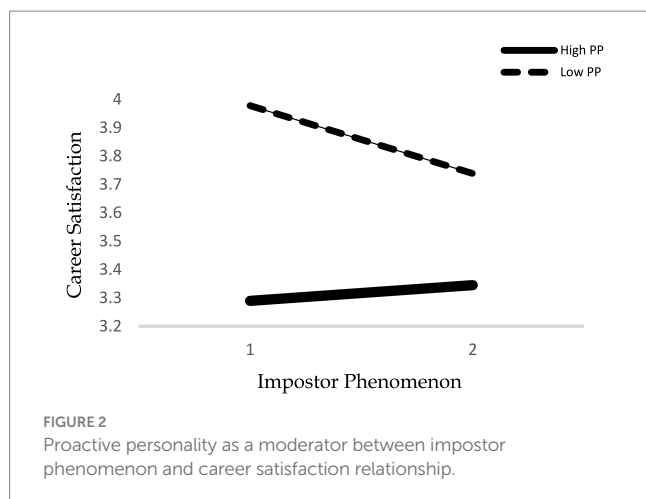 High PP
Low PP
4
3.9
3.8
3.7
3.6
3.5
3.4
3.3
3.2
Career Satisfaction
1
2
Impostor Phenomenon
FIGURE 2
Proactive personality as a moderator between impostor
phenomenon and career satisfaction relationship.